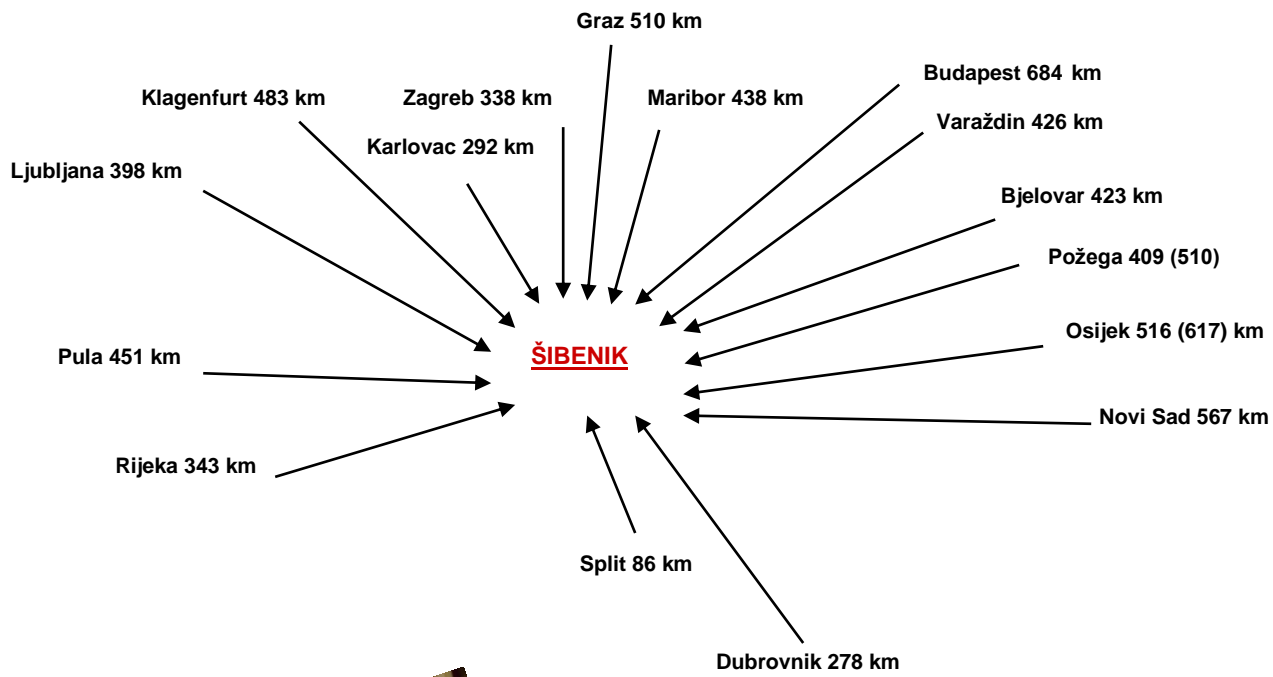 Graz 510 km
Budapest 684 km
Klagenfurt 483 km
Zagreb 338 km
Maribor 438 km
Varaždin 426 km
Karlovac 292 km
Ljubljana 398 km
Bjelovar 423 km
Požega 409 (510)
Osijek 516 (617) km
ŠIBENIK
Pula 451 km
Novi Sad 567 km
Rijeka 343 km
Split 86 km
Dubrovnik 278 km